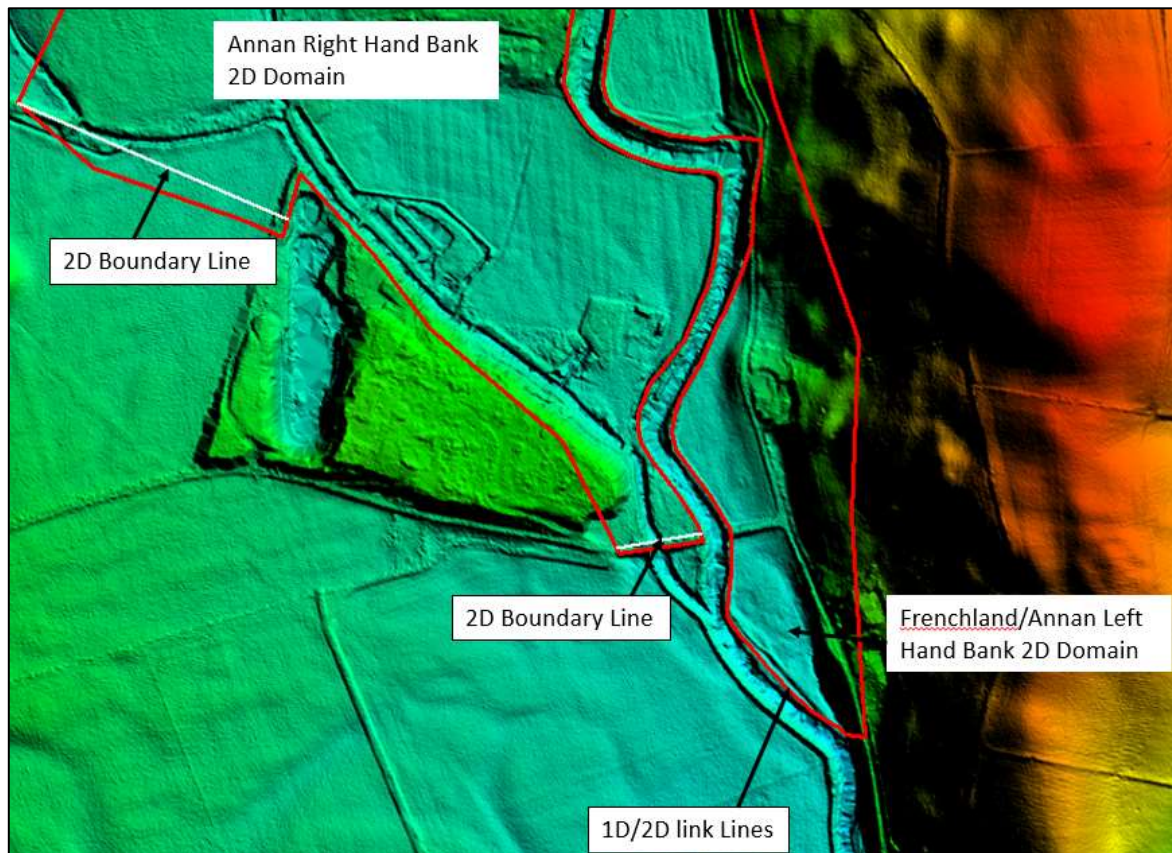 Annan Right Hand Bank
2D Domain
2D Boundary Line
2D Boundary Line
Frenchland/Annan Left
Hand Bank 2D Domain
1D/2D link Lines